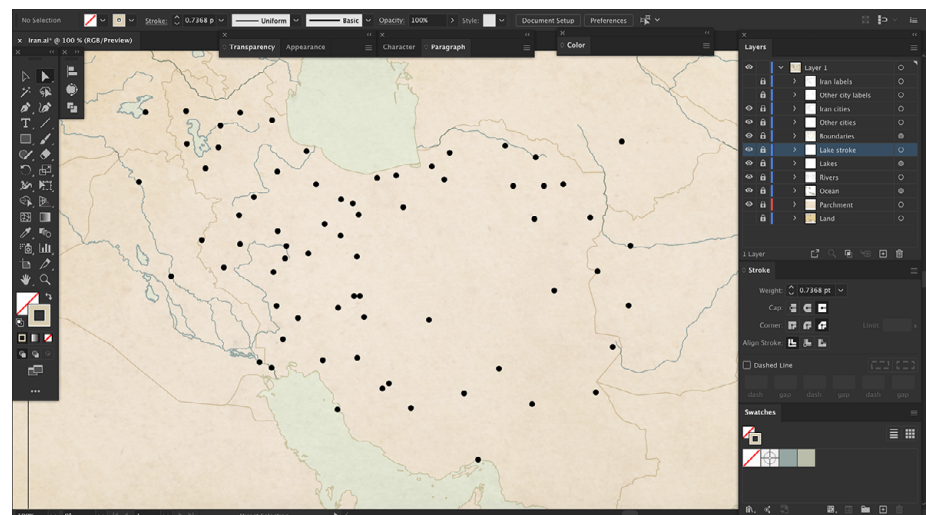 No Selection Stroke: 0.7368 p Uniform Basic Opacity: 100% Style: Document Setup Preferences
× Iran.ai* @ 100 % (RGB/Preview)
Transparency Appearance Character Paragraph Color
Layers
Layer 1
Iran labels
Other city labels
Iran cities
Other cities
Boundaries
Lake stroke
Lakes
Rivers
Ocean
Parchment
Land
1 Layer
Stroke
Weight: 0.7368 pt
Cap:
Corner: Limit:
Align Stroke:
Dashed Line
dash gap dash gap dash gap
Swatches